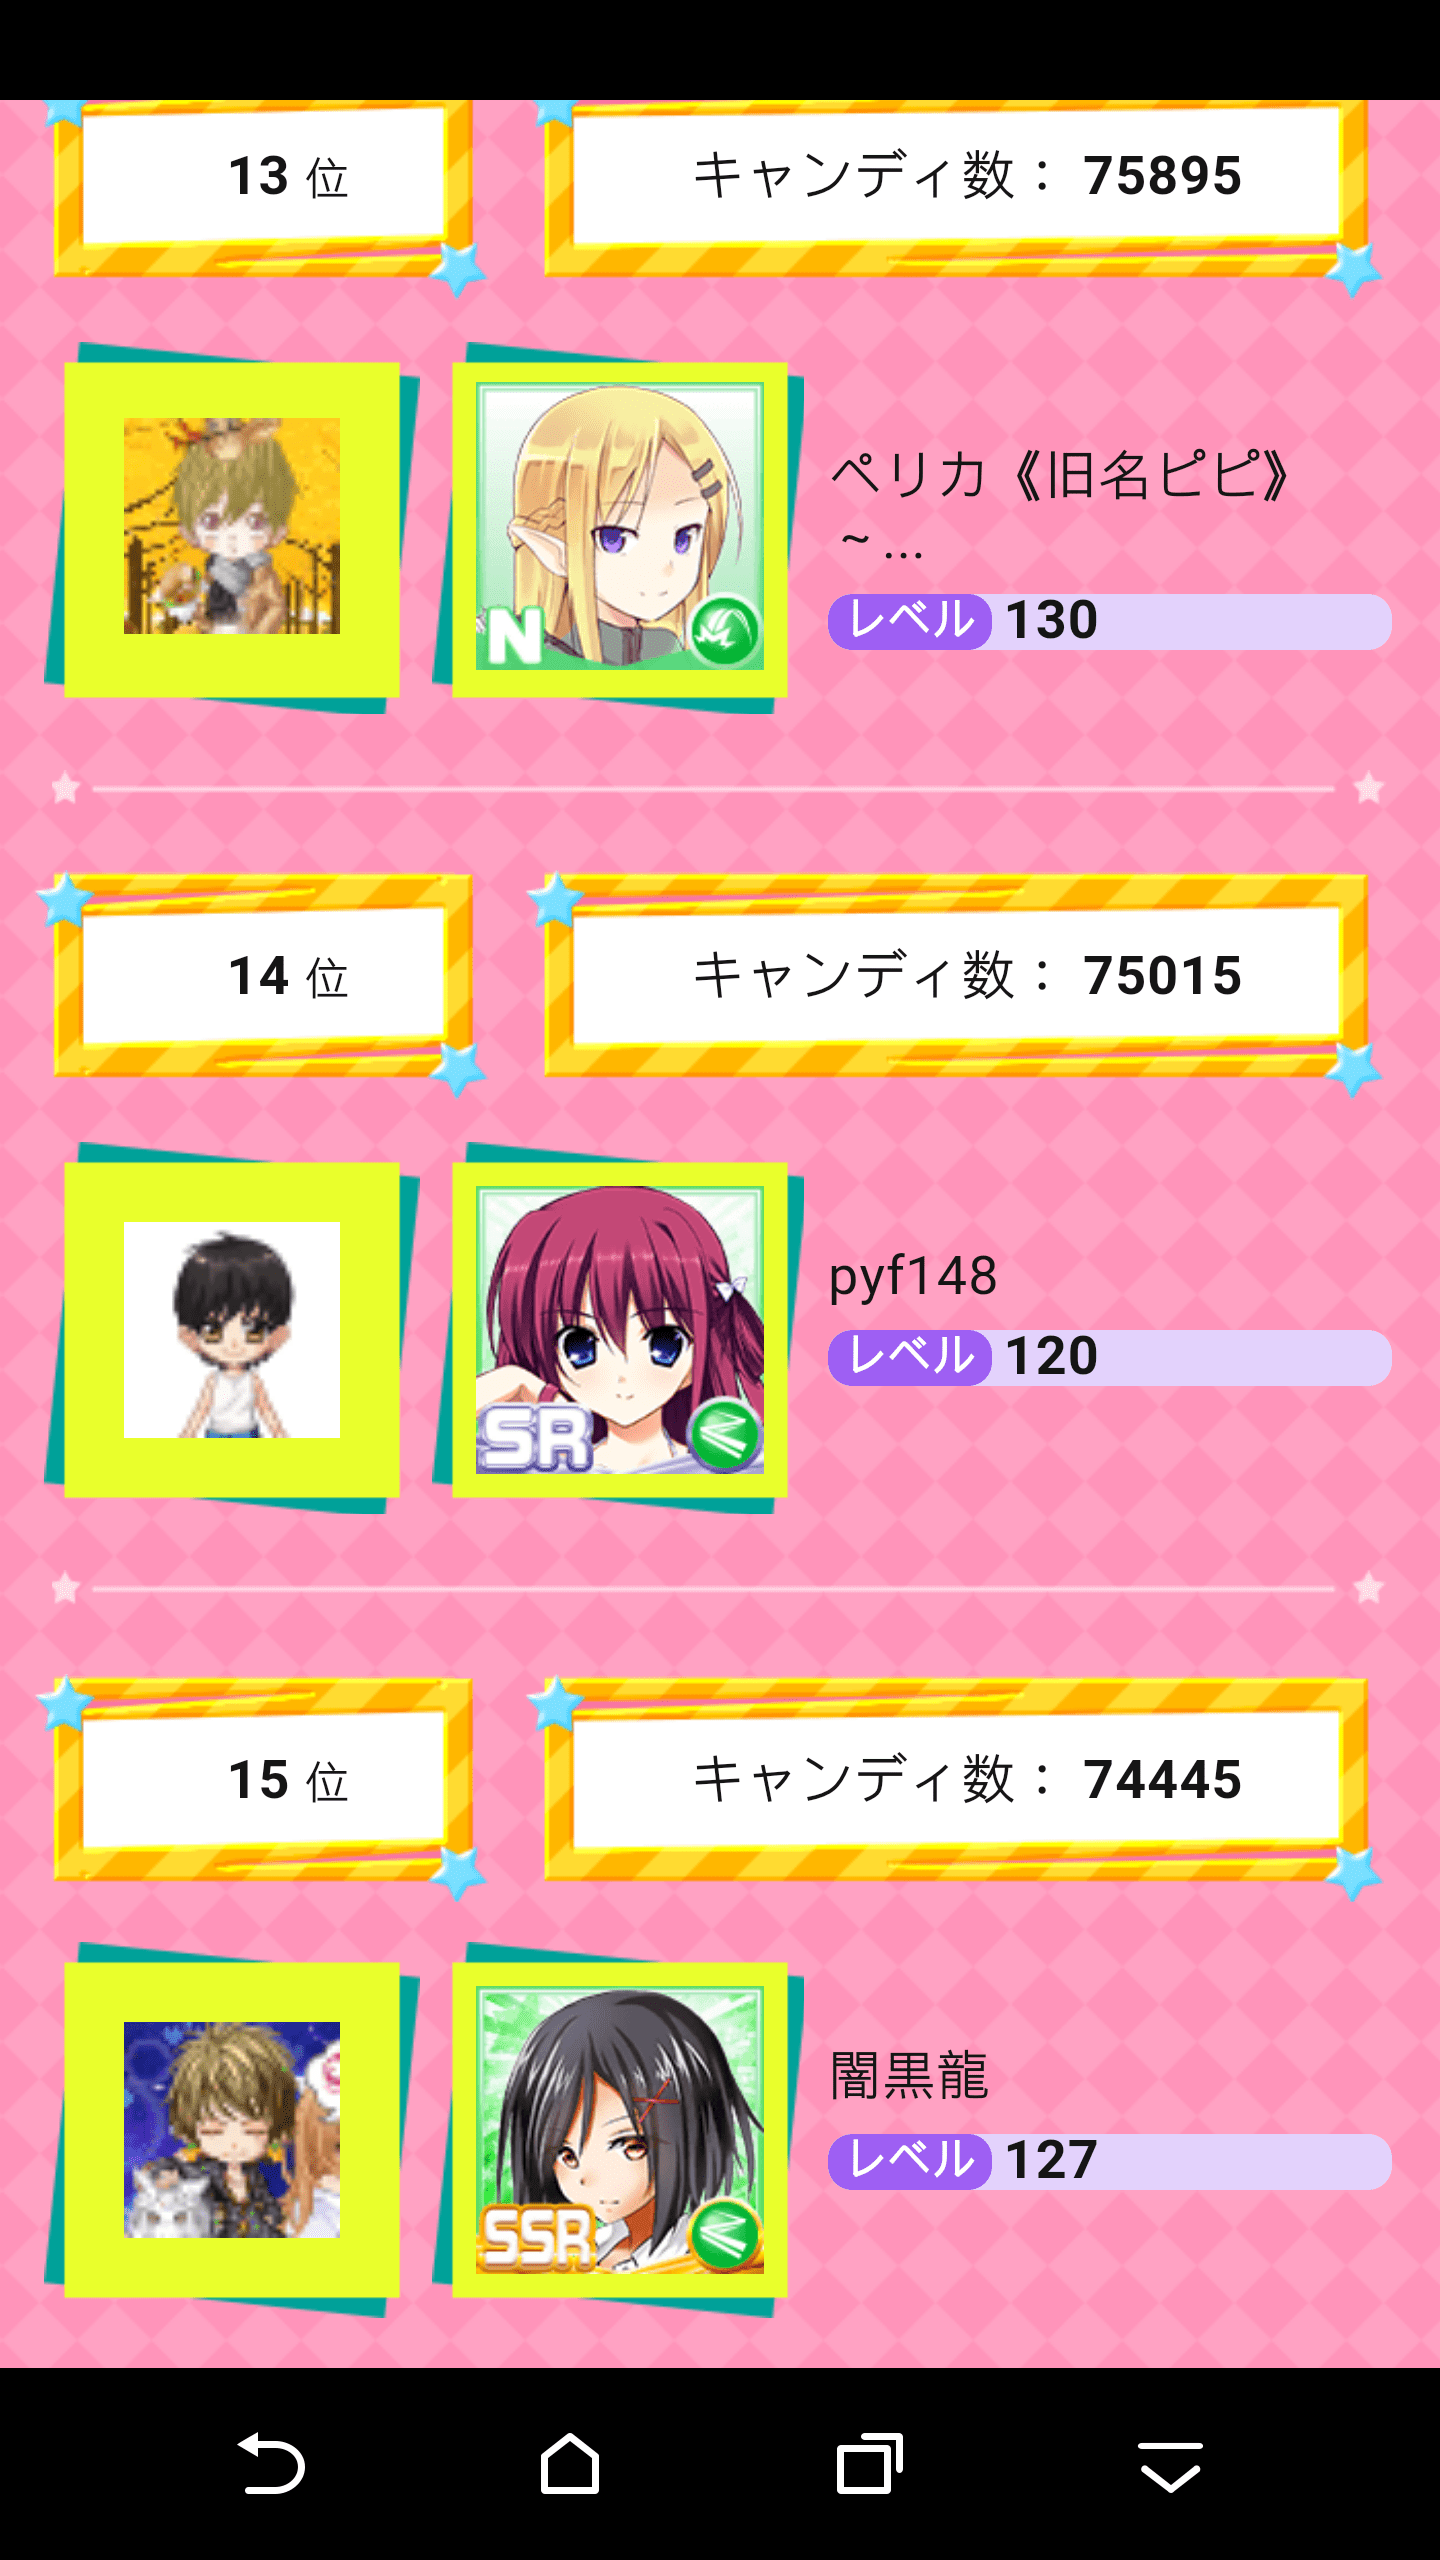 13 位 キャンディ数： 75895
ペリカ《旧名ピピ》
~ ...
N
レベル 130
14 位 キャンディ数： 75015
pyf148
SR
レベル 120
15 位 キャンディ数： 74445
闇黒龍
SSR
レベル 127